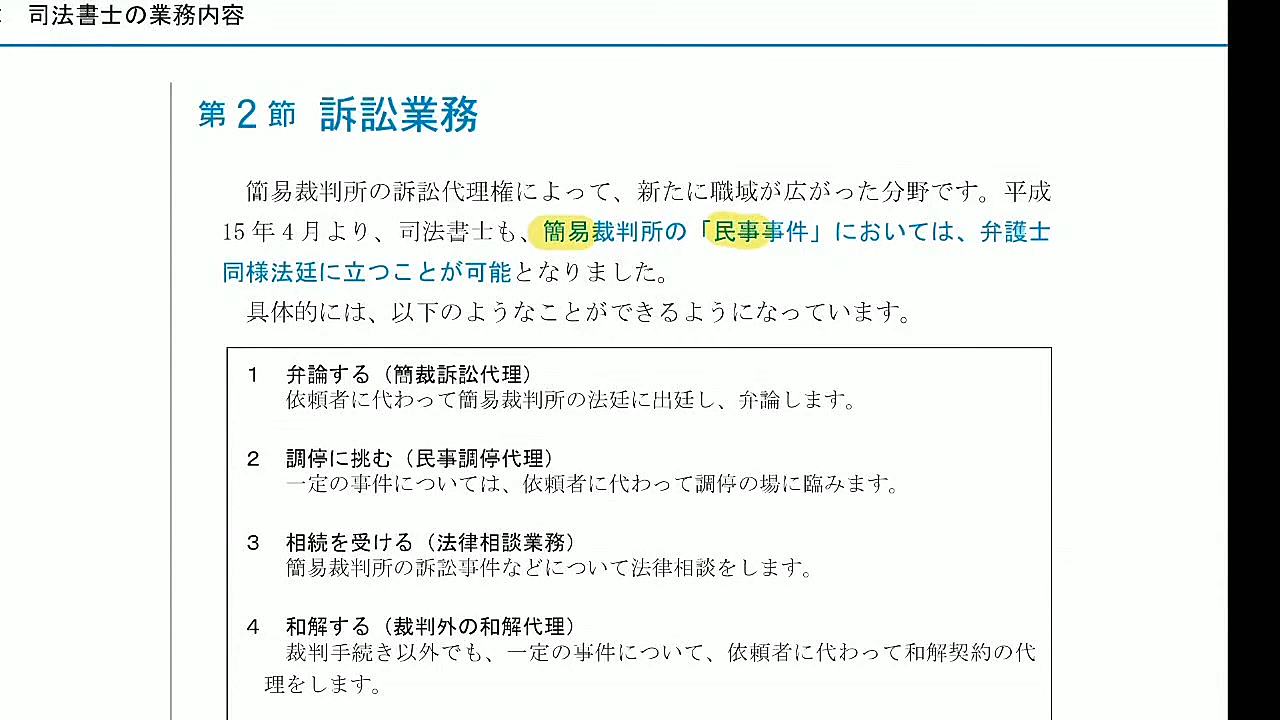 司法書士の業務内容
第2節 訴訟業務
簡易裁判所の訴訟代理権によって、新たに職域が広がった分野です。平成
15年4月より、司法書士も、簡易裁判所の「民事事件」においては、弁護士
同様法廷に立つことが可能となりました。
具体的には、以下のようなことができるようになっています。
1 弁論する（簡裁訴訟代理）
依頼者に代わって簡易裁判所の法廷に出廷し、弁論します。
2 調停に挑む（民事調停代理）
一定の事件については、依頼者に代わって調停の場に臨みます。
3 相続を受ける（法律相談業務）
簡易裁判所の訴訟事件などについて法律相談をします。
4 和解する（裁判外の和解代理）
裁判手続き以外でも、一定の事件について、依頼者に代わって和解契約の代
理をします。